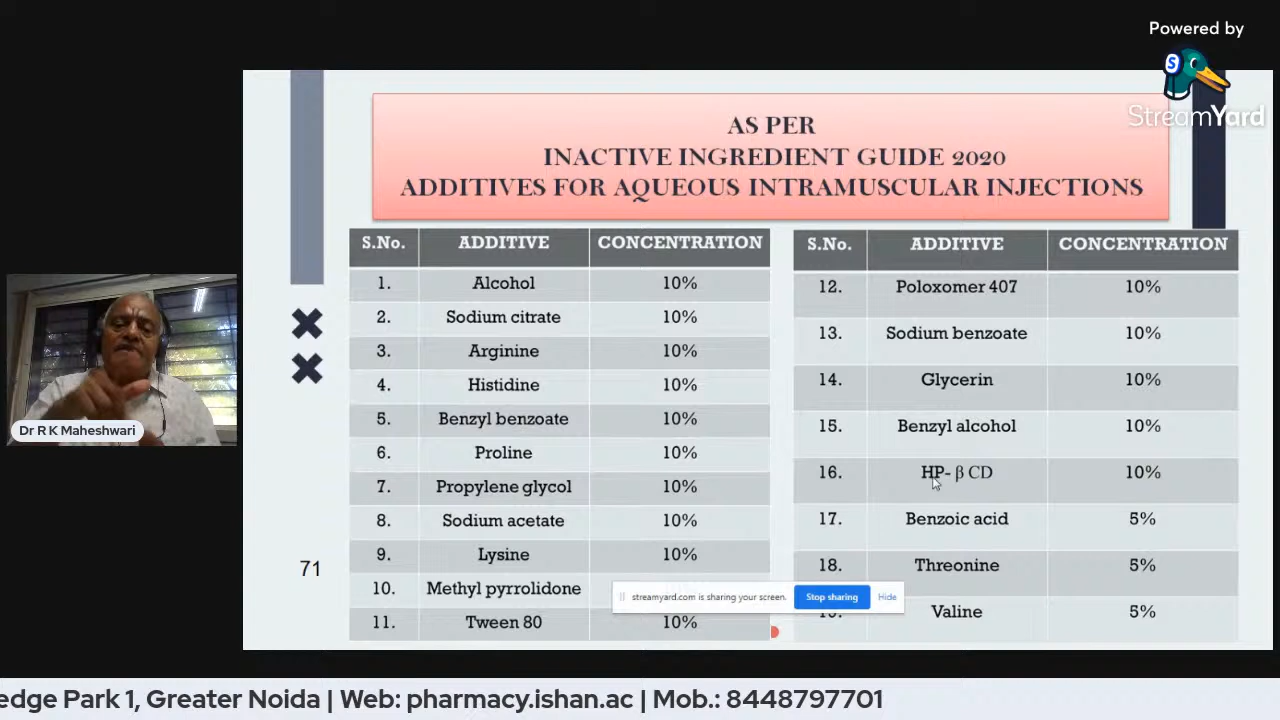 Powered by
S
StreamYard
AS PER
INACTIVE INGREDIENT GUIDE 2020
ADDITIVES FOR AQUEOUS INTRAMUSCULAR INJECTIONS
S.No. ADDITIVE CONCENTRATION
1. Alcohol 10%
2. Sodium citrate 10%
3. Arginine 10%
4. Histidine 10%
5. Benzyl benzoate 10%
6. Proline 10%
7. Propylene glycol 10%
8. Sodium acetate 10%
9. Lysine 10%
10. Methyl pyrrolidone
11. Tween 80 10%
S.No. ADDITIVE CONCENTRATION
12. Poloxomer 407 10%
13. Sodium benzoate 10%
14. Glycerin 10%
15. Benzyl alcohol 10%
16. HP- β CD 10%
17. Benzoic acid 5%
18. Threonine 5%
Valine 5%
71
Dr R K Maheshwari
streamyard.com is sharing your screen. Stop sharing Hide
edge Park 1, Greater Noida | Web: pharmacy.ishan.ac | Mob.: 8448797701